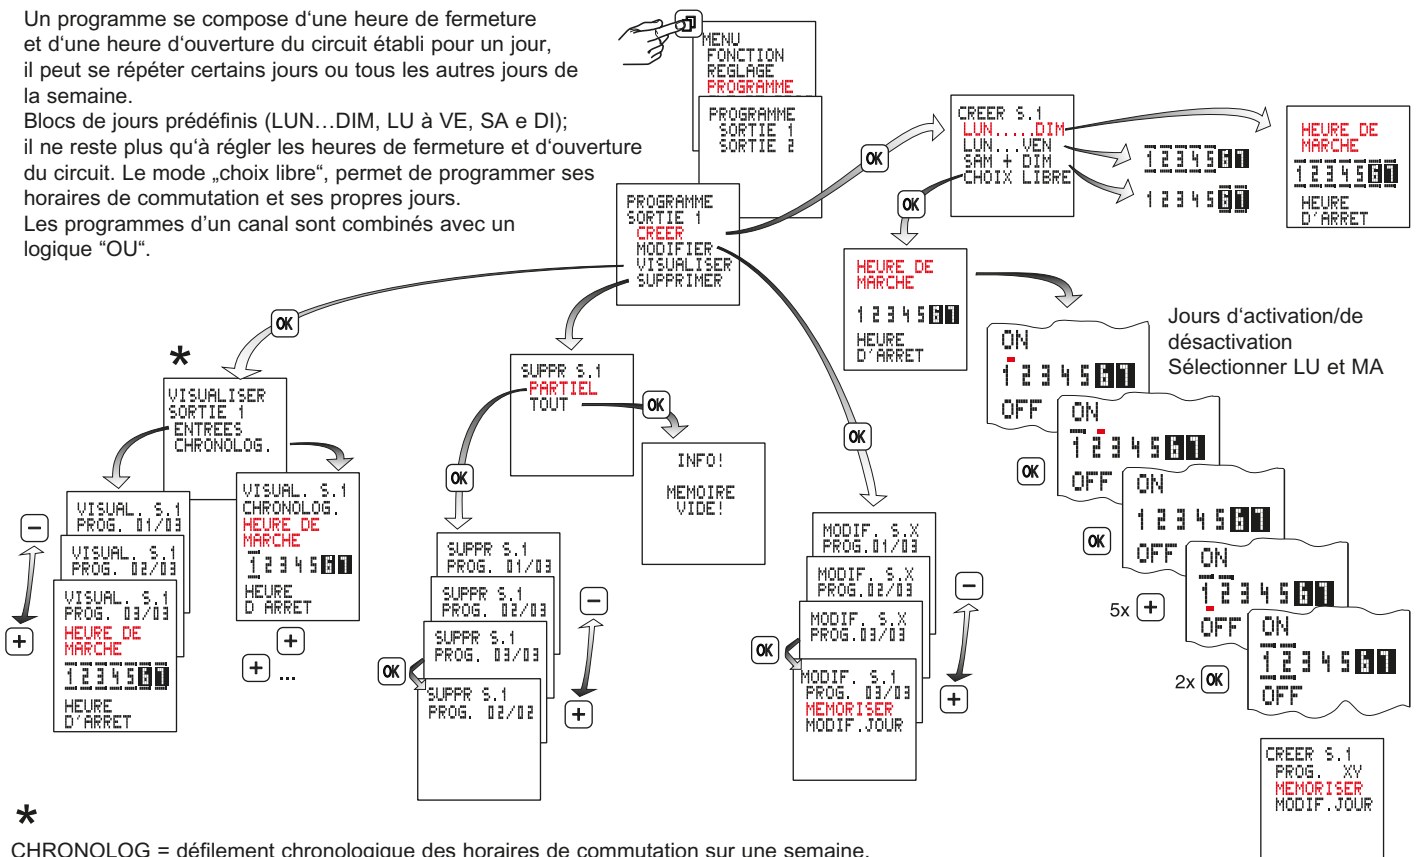 Un programme se compose d‘une heure de fermeture
et d‘une heure d‘ouverture du circuit établi pour un jour,
il peut se répéter certains jours ou tous les autres jours de
la semaine.
Blocs de jours prédéfinis (LUN…DIM, LU à VE, SA e DI);
il ne reste plus qu‘à régler les heures de fermeture et d‘ouverture
du circuit. Le mode „choix libre“, permet de programmer ses
horaires de commutation et ses propres jours.
Les programmes d‘un canal sont combinés avec un
logique “OU“.
MENU
FONCTION
REGLAGE
PROGRAMME
PROGRAMME
SORTIE 1
SORTIE 2
PROGRAMME
SORTIE 1
CREER
MODIFIER
VISUALISER
SUPPRIMER
OK
CREER S.1
LUN.....DIM
LUN...VEN
SAM + DIM
CHOIX LIBRE
1 2 3 4 5 6 7
1 2 3 4 5 6 7
HEURE DE
MARCHE
1 2 3 4 5 6 7
HEURE
D´ARRET
OK
HEURE DE
MARCHE
1 2 3 4 5 6 7
HEURE
D´ARRET
Jours d‘activation/de
désactivation
Sélectionner LU et MA
ON
1 2 3 4 5 6 7
OFF
OK
ON
1 2 3 4 5 6 7
OFF
OK
ON
1 2 3 4 5 6 7
OFF
5x +
ON
1 2 3 4 5 6 7
OFF
2x OK
ON
1 2 3 4 5 6 7
OFF
CREER S.1
PROG. XY
MEMORISER
MODIF.JOUR
OK
*
VISUALISER
SORTIE 1
ENTREES
CHRONOLOG.
VISUAL. S.1
PROG. 01/03
VISUAL. S.1
PROG. 02/03
VISUAL. S.1
PROG. 03/03
HEURE DE
MARCHE
1 2 3 4 5 6 7
HEURE
D´ARRET
−
+
VISUAL. S.1
CHRONOLOG.
HEURE DE
MARCHE
1 2 3 4 5 6 7
HEURE
D ARRET
+
+ ...
SUPPR S.1
PARTIEL
TOUT
OK
INFO!
MEMOIRE
VIDE!
OK
SUPPR S.1
PROG. 01/03
SUPPR S.1
PROG. 02/03
SUPPR S.1
PROG. 03/03
OK
SUPPR S.1
PROG. 02/02
−
+
OK
MODIF. S.X
PROG.01/03
MODIF. S.X
PROG.02/03
MODIF. S.X
PROG.03/03
OK
MODIF. S.1
PROG. 03/03
MEMORISER
MODIF.JOUR
−
+
*
CHRONOLOG = défilement chronologique des horaires de commutation sur une semaine.